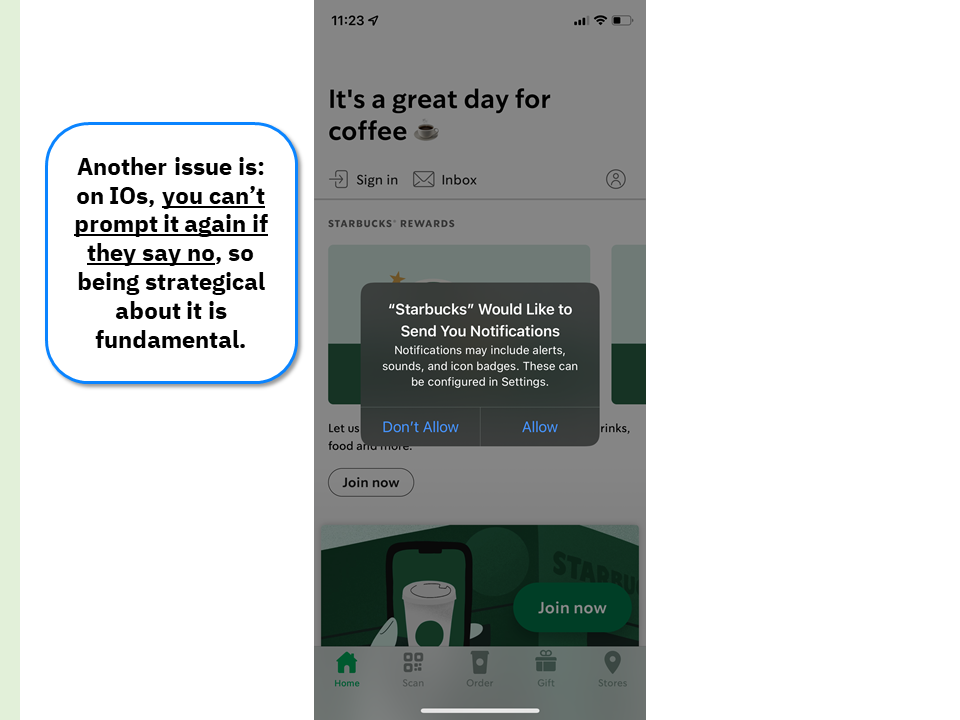 11:23
It's a great day for
coffee
Another issue is:
on IOs, you can't
prompt it again if
they say no, so
being strategical
about it is
fundamental.
Sign in
Inbox
STARBUCKS® REWARDS
“Starbucks” Would Like to
Send You Notifications
Notifications may include alerts,
sounds, and icon badges. These can
be configured in Settings.
Don't Allow
Allow
Let us
rinks,
food and more.
Join now
STARBUC
Join now
Home
Scan
Order
Gift
Stores